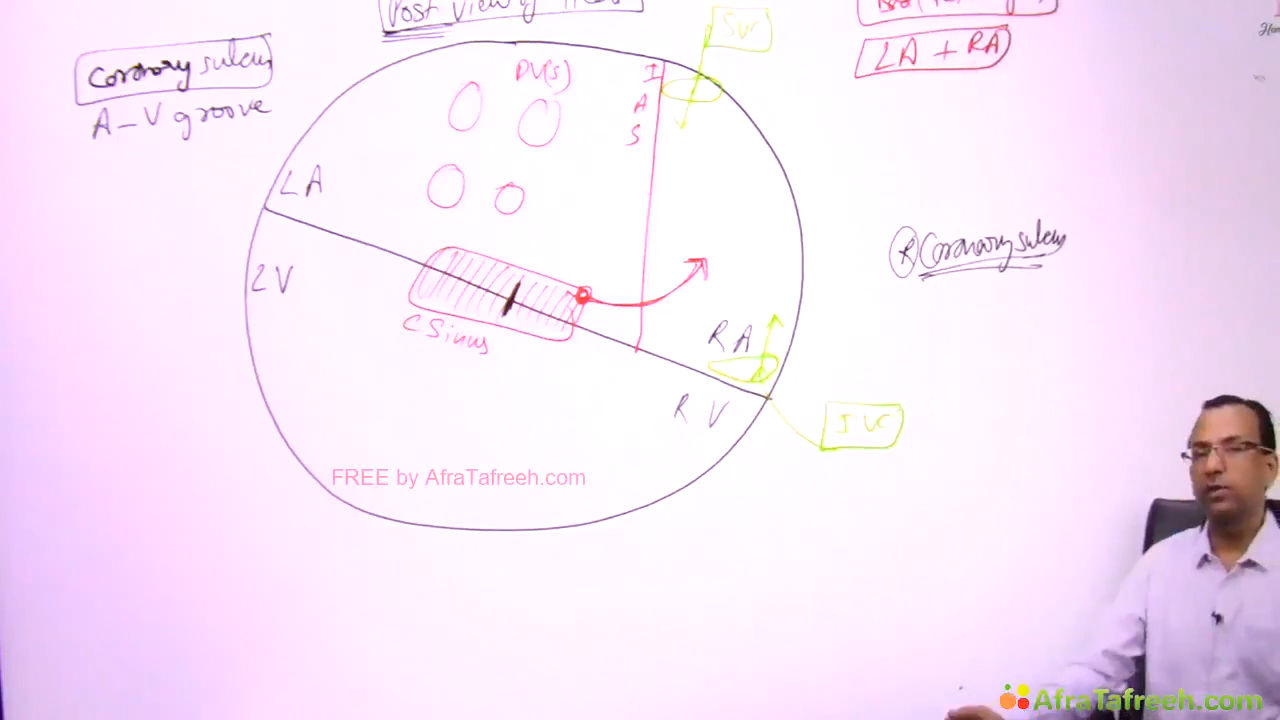 Post View of
LA + RA
Coronary sulcus
A-V groove
PV(s)
I
A
S
SVC
LA
LV
C Sinus
RA
RV
IVC
R Coronary sulcus
FREE by AfraTafreeh.com
AfraTafreeh.com